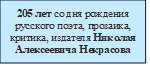 205 лет со дня рождения
русского поэта, прозаика,
критика, издателя Николая
Алексеевича Некрасова